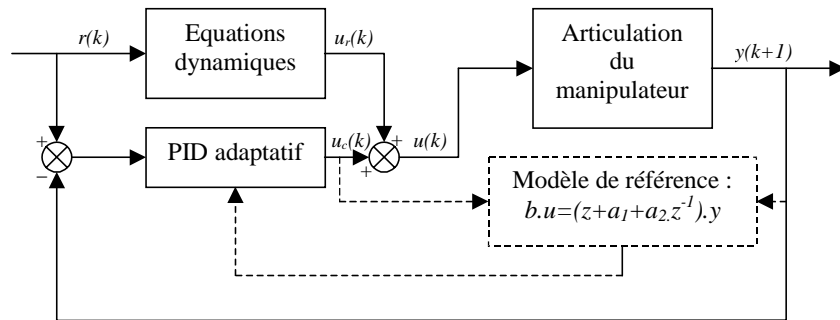 r(k)
Equations
dynamiques
u_r(k)
Articulation
du
manipulateur
y(k+1)
+
−
PID adaptatif
u_c(k)
+
+
u(k)
Modèle de référence :
b.u=(z+a_1+a_2.z^{-1}).y